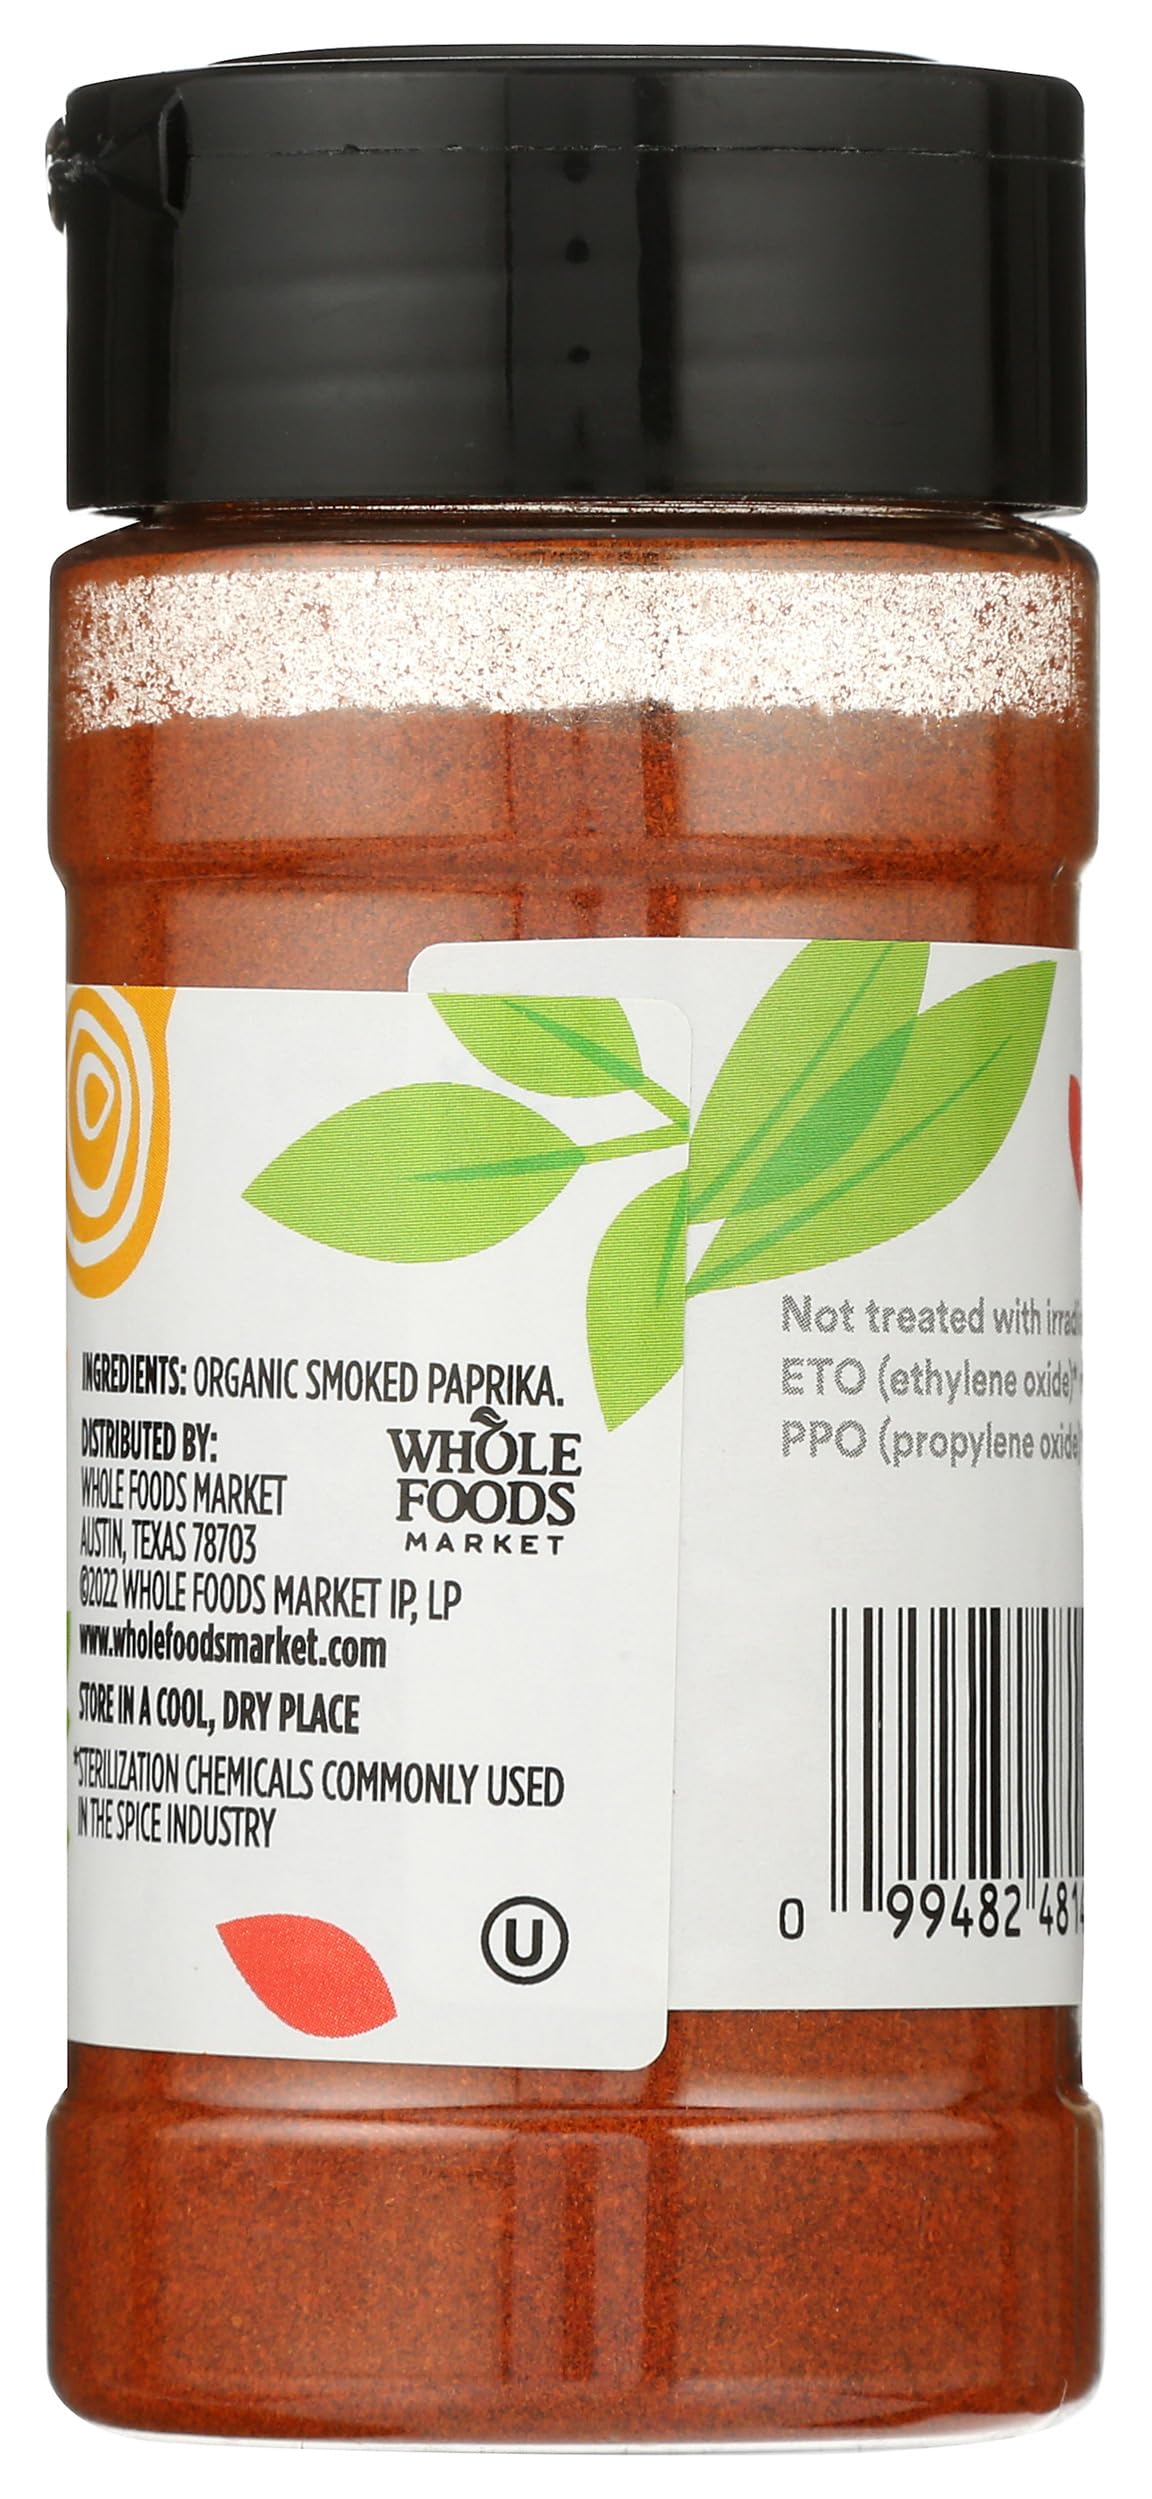 INGREDIENTS: ORGANIC SMOKED PAPRIKA.
DISTRIBUTED BY:
WHOLE FOODS MARKET
AUSTIN, TEXAS 78703
©2022 WHOLE FOODS MARKET IP, LP
www.wholefoodsmarket.com
STORE IN A COOL, DRY PLACE
*STERILIZATION CHEMICALS COMMONLY USED
IN THE SPICE INDUSTRY
WHOLE
FOODS
MARKET
U
Not treated with
ETO (ethylene oxide)*
PPO (propylene oxide)
0 99482 481